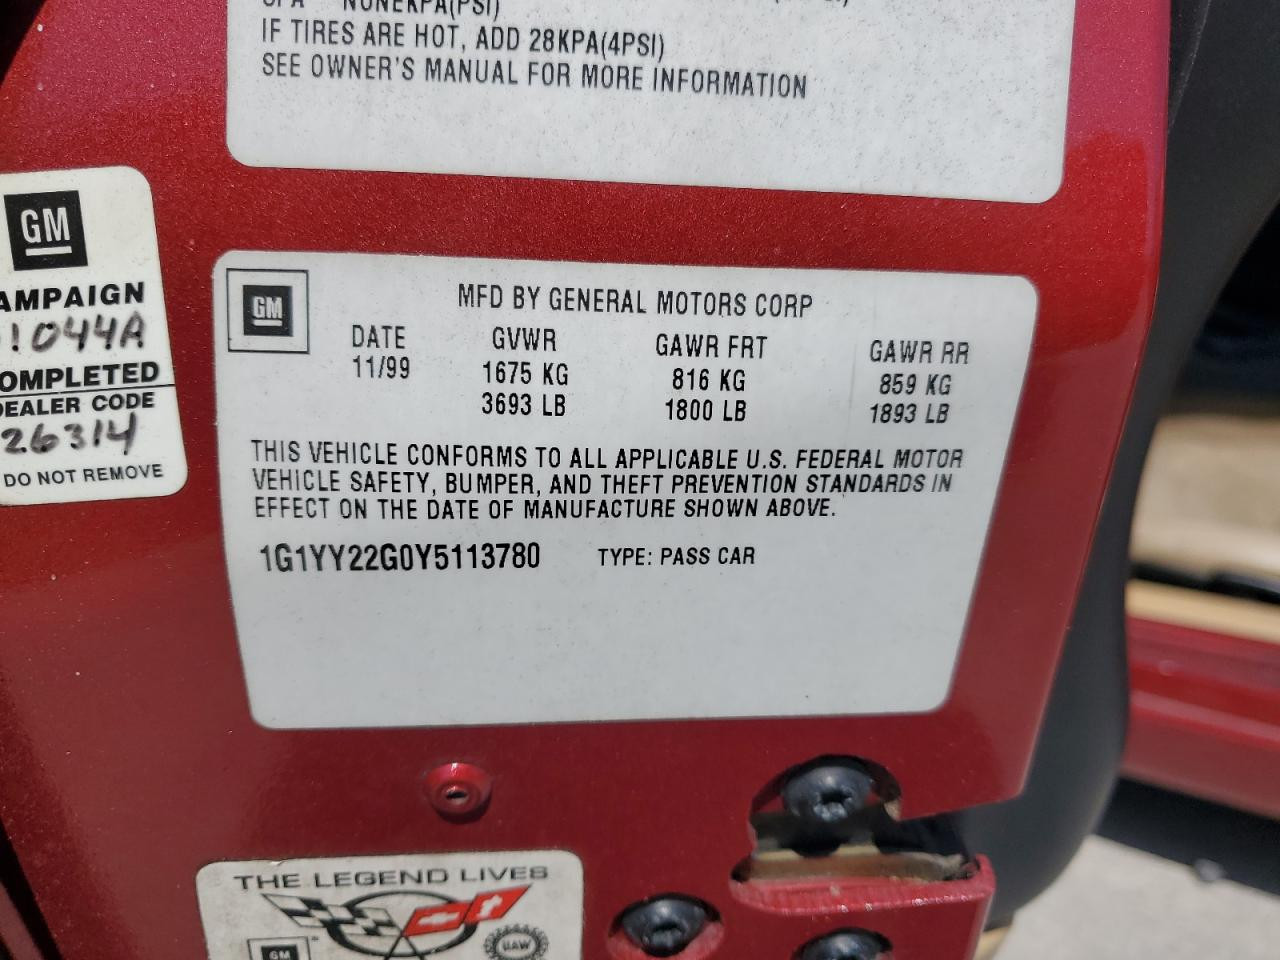 NONEKPA(PSI)
IF TIRES ARE HOT, ADD 28KPA(4PSI)
SEE OWNER'S MANUAL FOR MORE INFORMATION
GM
AMPAIGN
1044A
OMPLETED
DEALER CODE
26314
DO NOT REMOVE
GM
MFD BY GENERAL MOTORS CORP
DATE GVWR GAWR FRT GAWR RR
11/99 1675 KG 816 KG 859 KG
3693 LB 1800 LB 1893 LB
THIS VEHICLE CONFORMS TO ALL APPLICABLE U.S. FEDERAL MOTOR
VEHICLE SAFETY, BUMPER, AND THEFT PREVENTION STANDARDS IN
EFFECT ON THE DATE OF MANUFACTURE SHOWN ABOVE.
1G1YY22G0Y5113780 TYPE: PASS CAR
THE LEGEND LIVES
GM
UAW